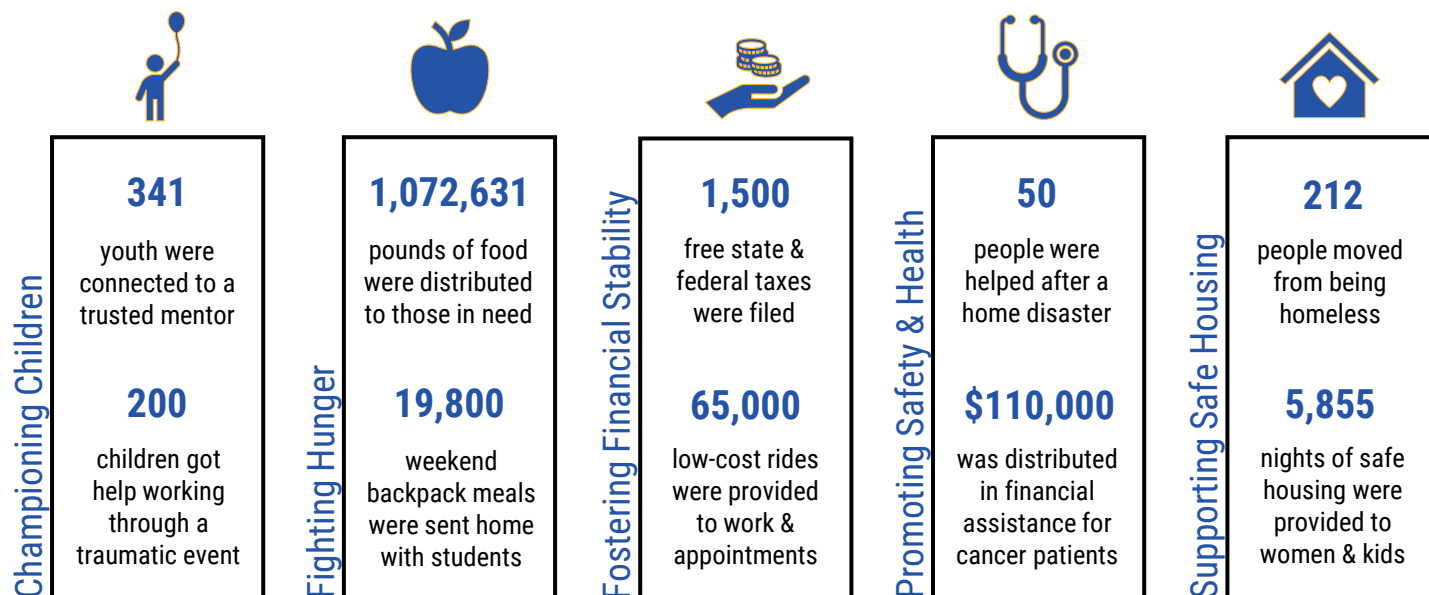 Championing Children
341
youth were
connected to a
trusted mentor
200
children got
help working
through a
traumatic event
Fighting Hunger
1,072,631
pounds of food
were distributed
to those in need
19,800
weekend
backpack meals
were sent home
with students
Fostering Financial Stability
1,500
free state &
federal taxes
were filed
65,000
low-cost rides
were provided
to work &
appointments
Promoting Safety & Health
50
people were
helped after a
home disaster
$110,000
was distributed
in financial
assistance for
cancer patients
Supporting Safe Housing
212
people moved
from being
homeless
5,855
nights of safe
housing were
provided to
women & kids